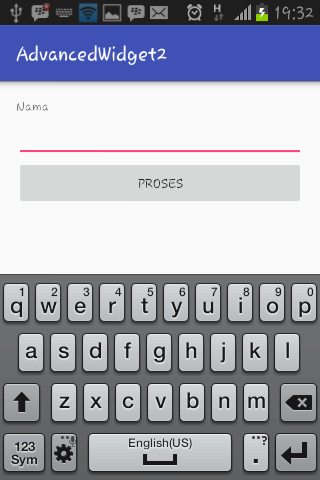 H 19:32
AdvancedWidget2
Nama
PROSES
1 2 3 4 5 6 7 8 9 0
q w e r t y u i o p
a s d f g h j k l
z x c v b n m
123 Sym English(US) . ,,?